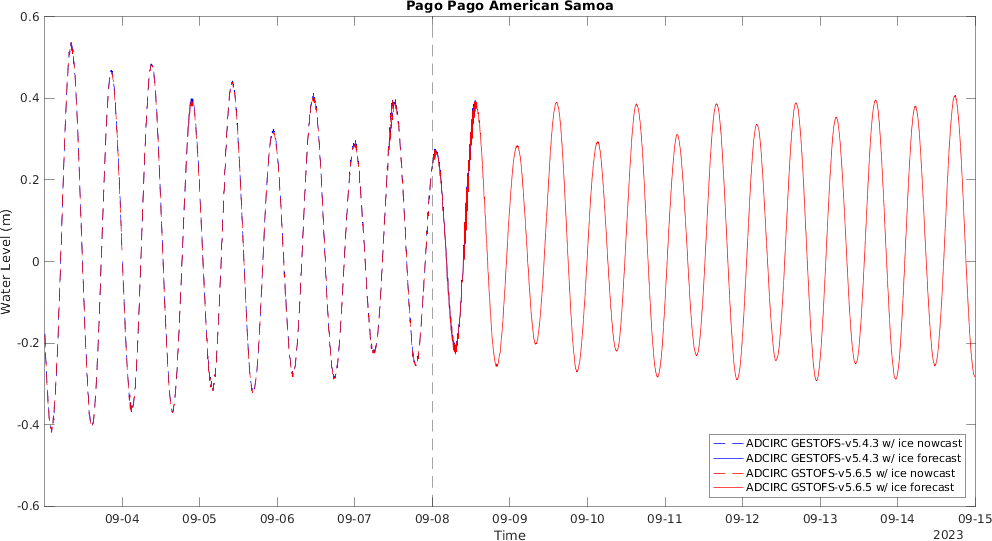 Pago Pago American Samoa
0.6
0.4
0.2
0
-0.2
-0.4
-0.6
Water Level (m)
ADCIRC GESTOFS-v5.4.3 w/ ice nowcast
ADCIRC GESTOFS-v5.4.3 w/ ice forecast
ADCIRC GSTOFS-v5.6.5 w/ ice nowcast
ADCIRC GSTOFS-v5.6.5 w/ ice forecast
09-04 09-05 09-06 09-07 09-08 09-09 09-10 09-11 09-12 09-13 09-14 09-15
Time
2023